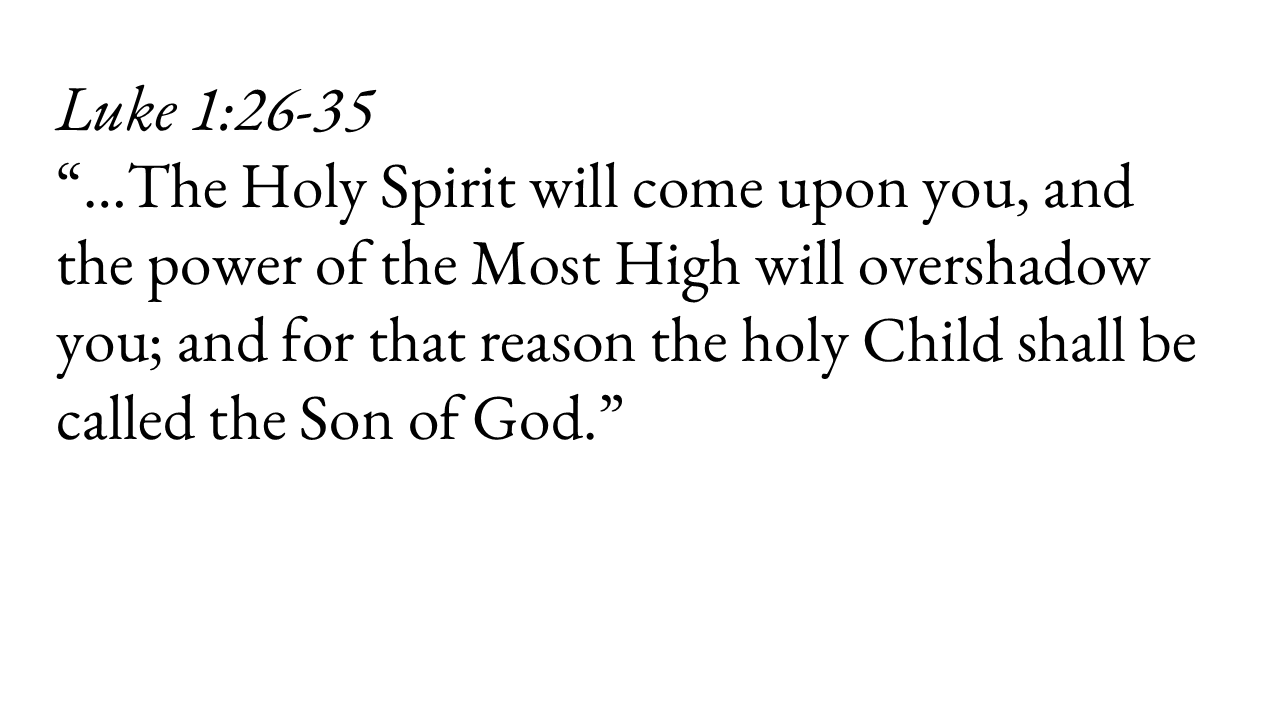 Luke 1:26-35
“…The Holy Spirit will come upon you, and
the power of the Most High will overshadow
you; and for that reason the holy Child shall be
called the Son of God.”